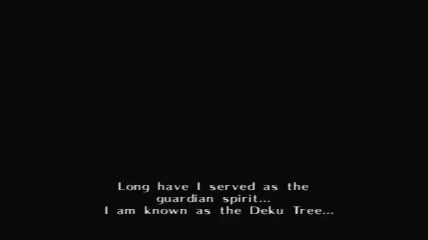 Long have I served as the
guardian spirit...
I am known as the Deku Tree...